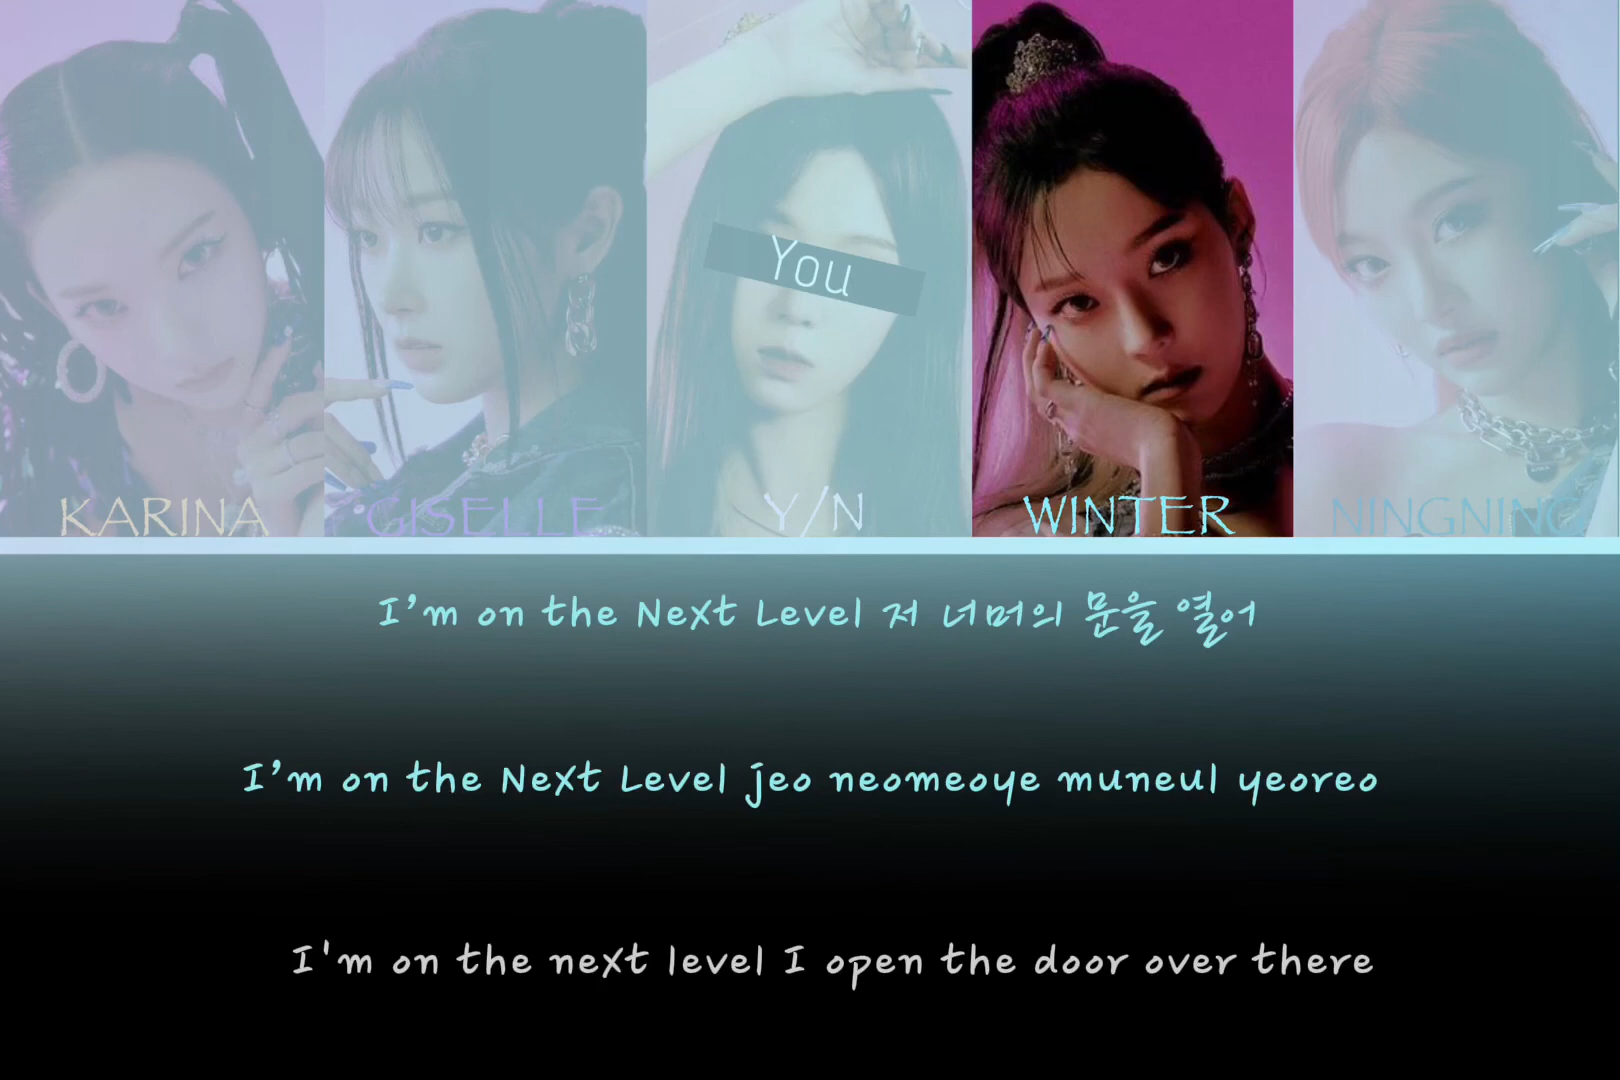 You
KARINA GISELLE Y/N WINTER NINGNING
I’m on the Next Level 저 너머의 문을 열어
I’m on the Next Level jeo neomeoye muneul yeoreo
I'm on the next level I open the door over there